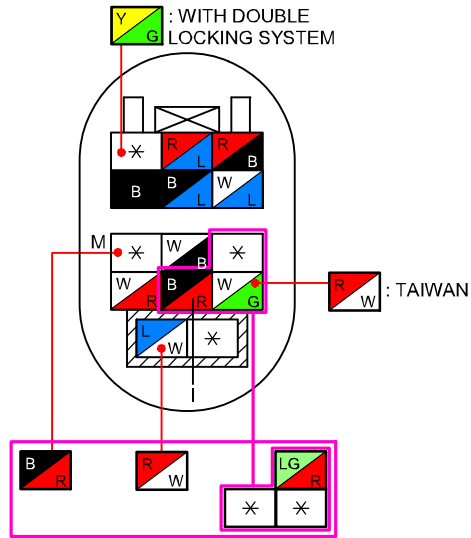 Y G : WITH DOUBLE
LOCKING SYSTEM
* R L R B
B B L W L
M * W B *
W R B R W G
R W : TAIWAN
L W *
I
B R R W LG R
* *